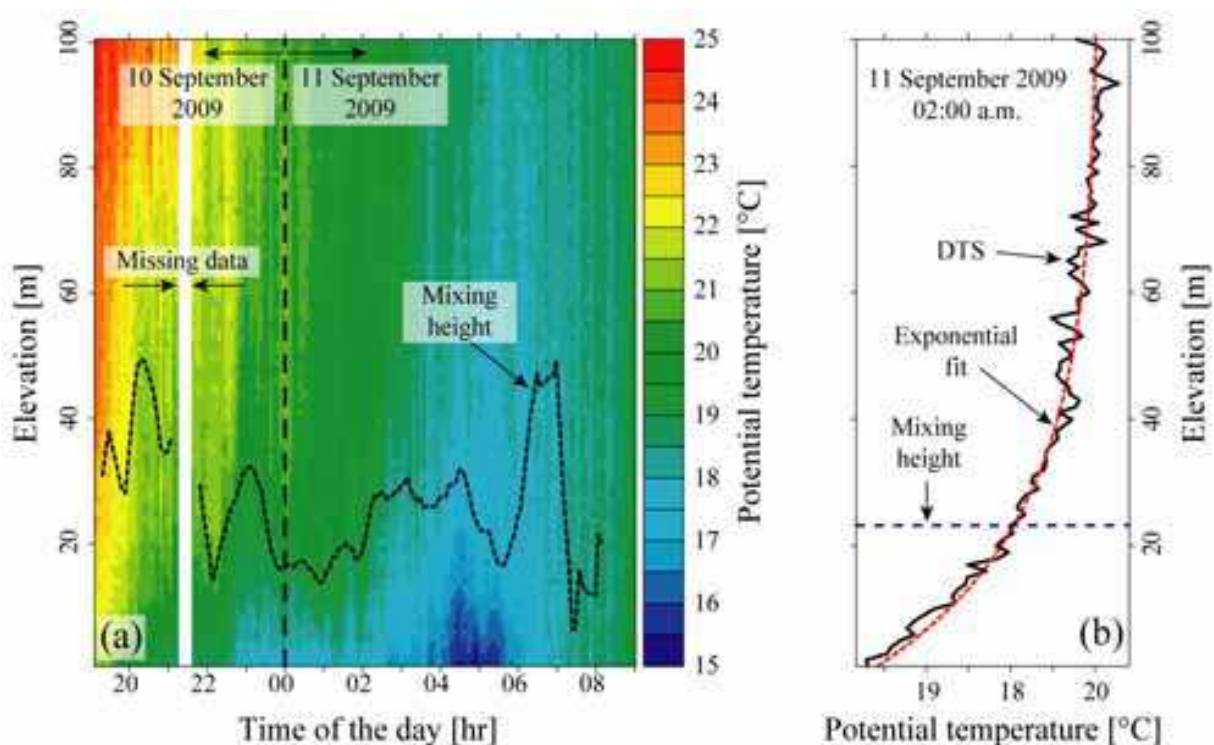 10 September
2009
11 September
2009
Missing data
Mixing
height
(a)
Elevation [m]
100
80
60
40
20
20
22
00
02
04
06
08
Time of the day [hr]
25
24
23
22
21
20
19
18
17
16
15
Potential temperature [°C]
11 September 2009
02:00 a.m.
DTS
Exponential
fit
Mixing
height
(b)
100
80
60
40
20
Elevation [m]
19
18
20
Potential temperature [°C]